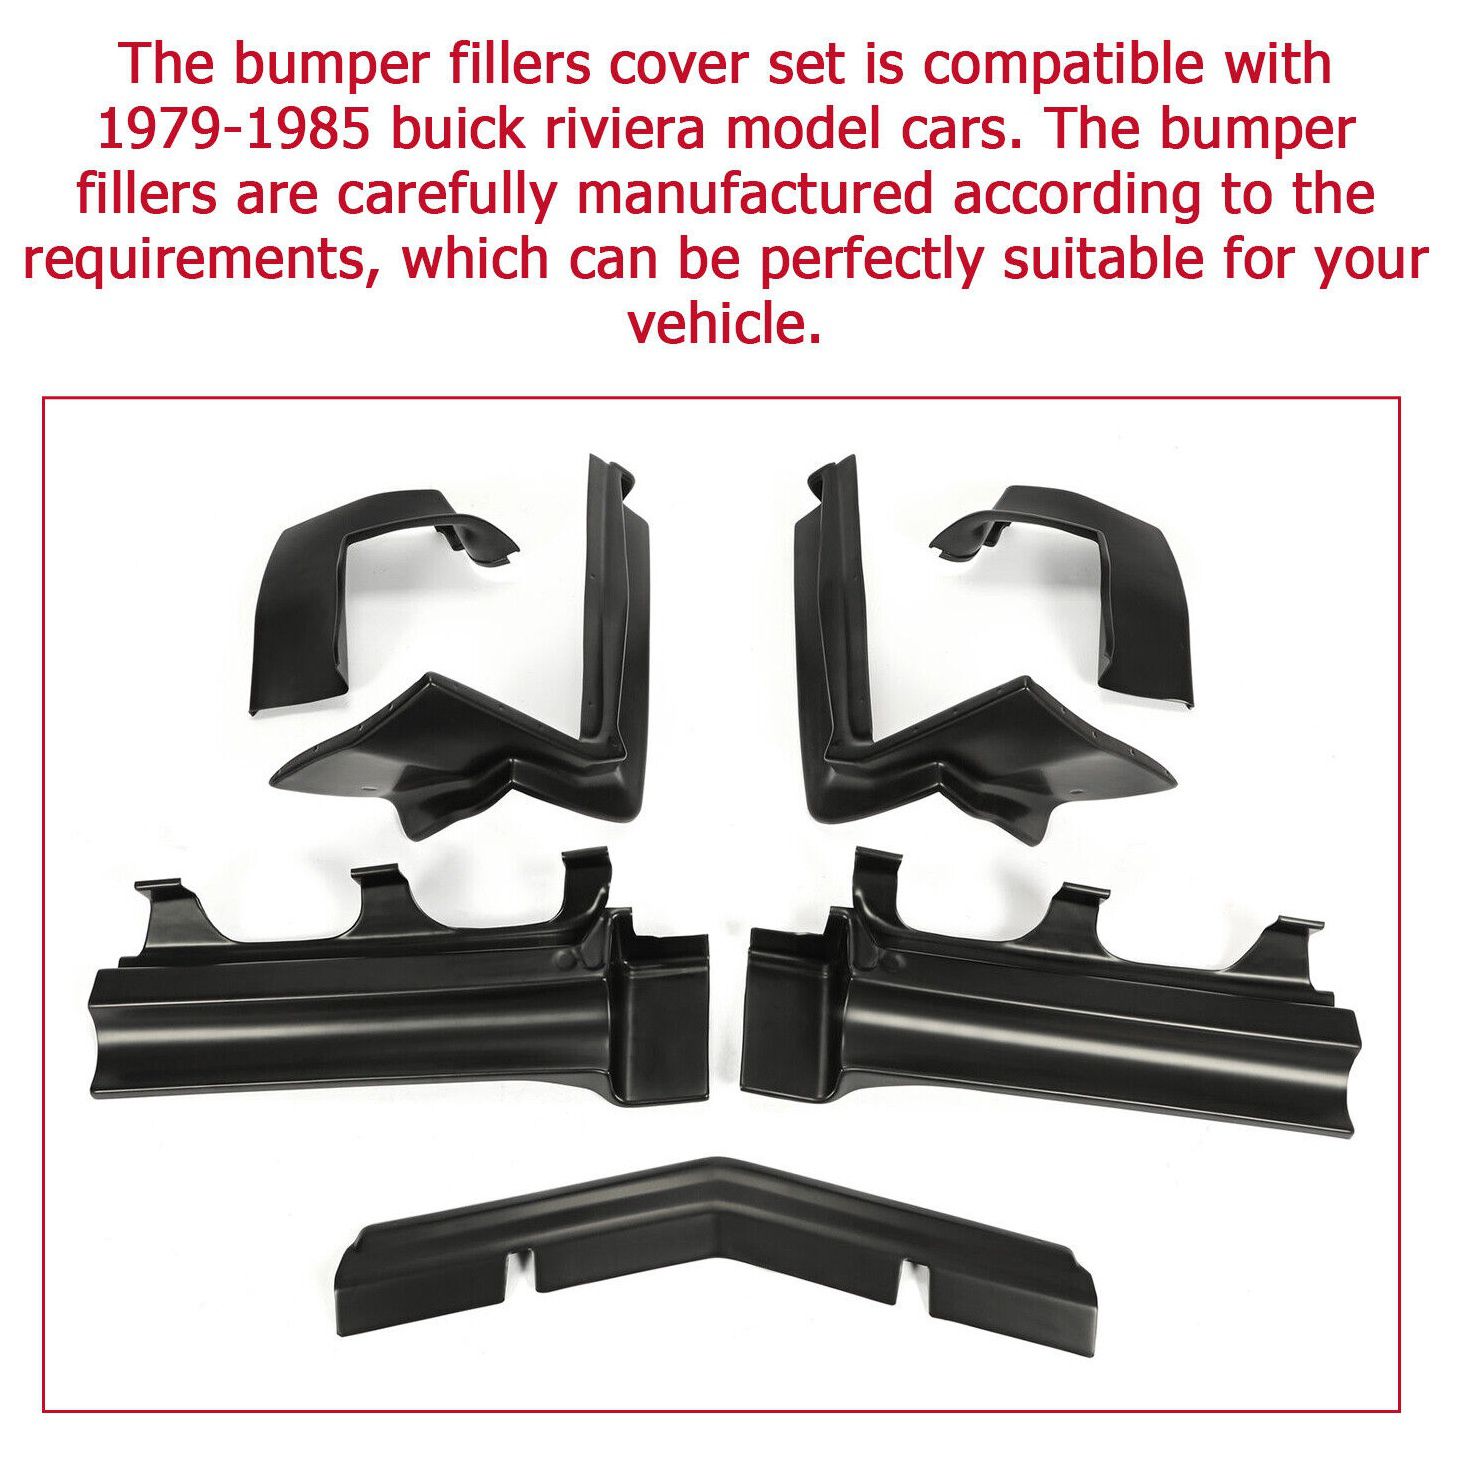 The bumper fillers cover set is compatible with
1979-1985 buick riviera model cars. The bumper
fillers are carefully manufactured according to the
requirements, which can be perfectly suitable for your
vehicle.